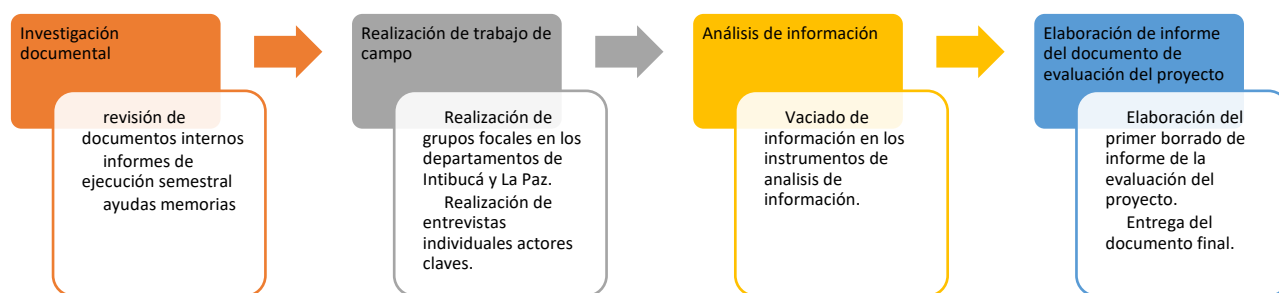 Investigación
documental
revisión de
documentos internos
informes de
ejecución semestral
ayudas memorias
Realización de trabajo de
campo
Realización de
grupos focales en los
departamentos de
Intibucá y La Paz.
Realización de
entrevistas
individuales actores
claves.
Análisis de información
Vaciado de
información en los
instrumentos de
analisis de
información.
Elaboración de informe
del documento de
evaluación del proyecto
Elaboración del
primer borrado de
informe de la
evaluación del
proyecto.
Entrega del
documento final.